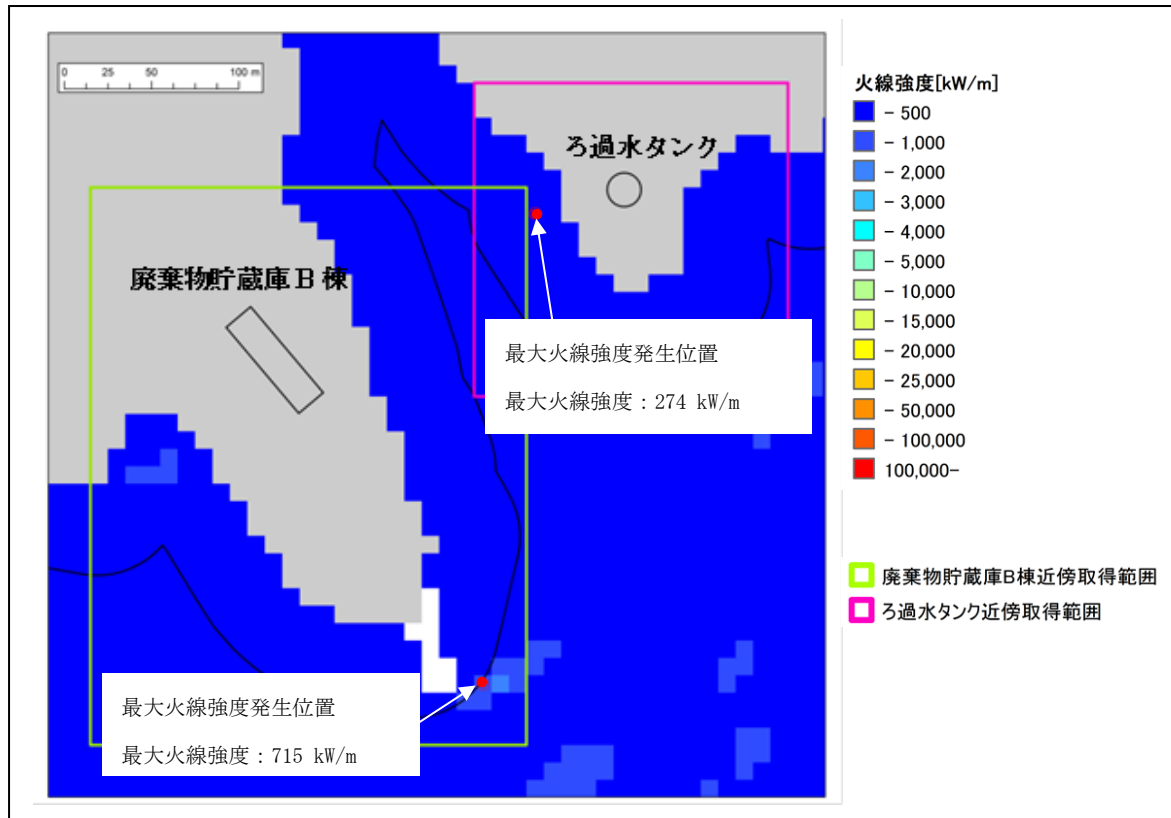 0 25 50 100 m
ろ過水タンク
廃棄物貯蔵庫B棟
最大火線強度発生位置
最大火線強度：274 kW/m
最大火線強度発生位置
最大火線強度：715 kW/m
火線強度[kW/m]
− 500
− 1,000
− 2,000
− 3,000
− 4,000
− 5,000
− 10,000
− 15,000
− 20,000
− 25,000
− 50,000
− 100,000
100,000−
廃棄物貯蔵庫B棟近傍取得範囲
ろ過水タンク近傍取得範囲